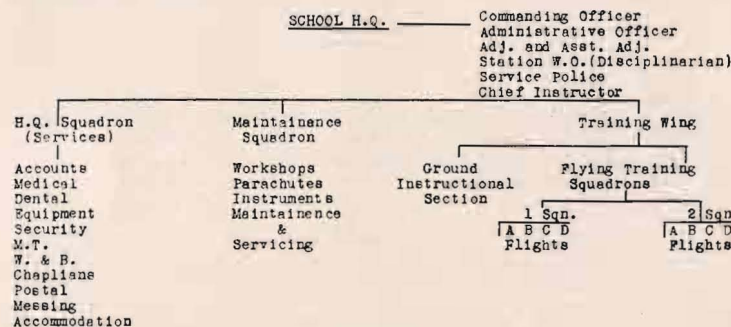 SCHOOL H.Q.
Commanding Officer
Administrative Officer
Adj. and Asst. Adj.
Station W.O.(Disciplinarian)
Service Police
Chief Instructor
H.Q. Squadron
(Services)
Accounts
Medical
Dental
Equipment
Security
M.T.
W. & B.
Chaplians
Postal
Messing
Accommodation
Maintainance
Squadron
Workshops
Parachutes
Instruments
Maintainence
&
Servicing
Training Wing
Ground
Instructional
Section
Flying Training
Squadrons
1 Sqn.
A B C D
Flights
2 Sqn
A B C D
Flights